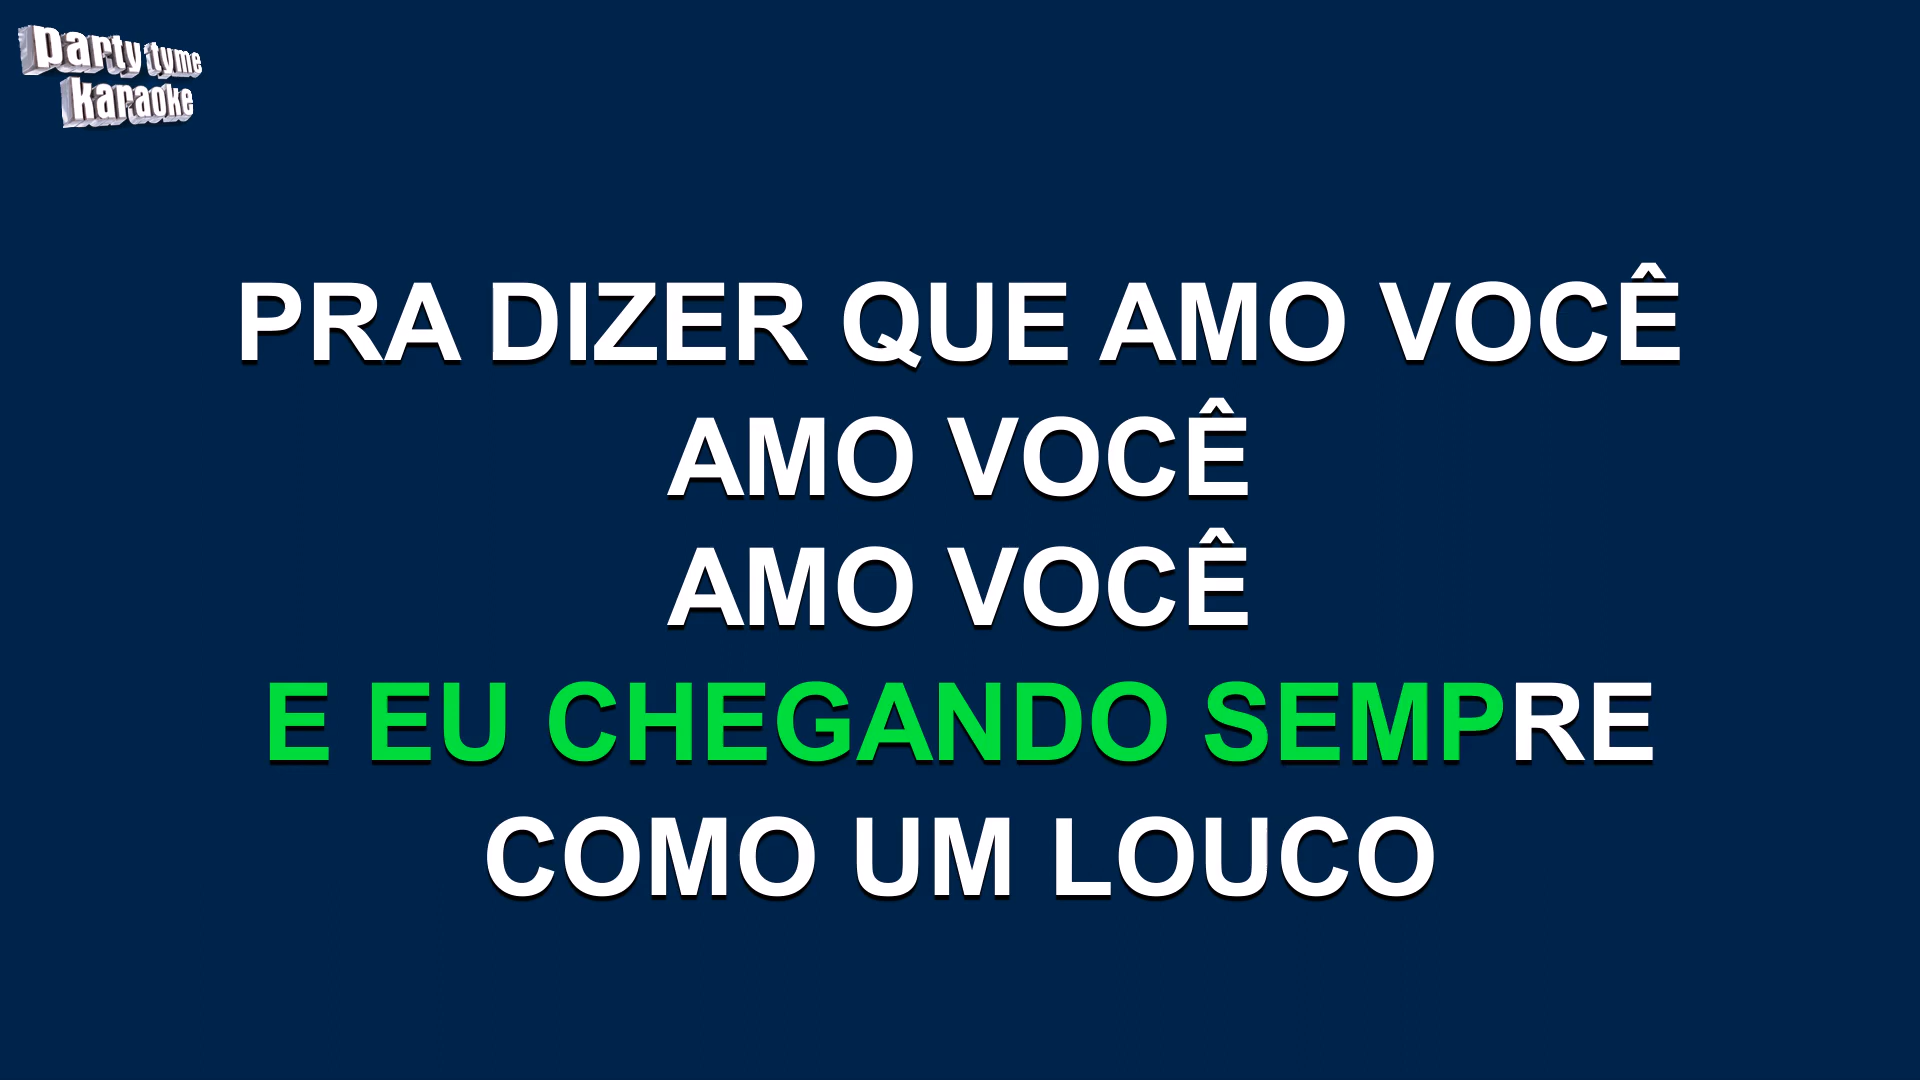 party tyme
karaoke
PRA DIZER QUE AMO VOCÊ
AMO VOCÊ
AMO VOCÊ
E EU CHEGANDO SEMPRE
COMO UM LOUCO